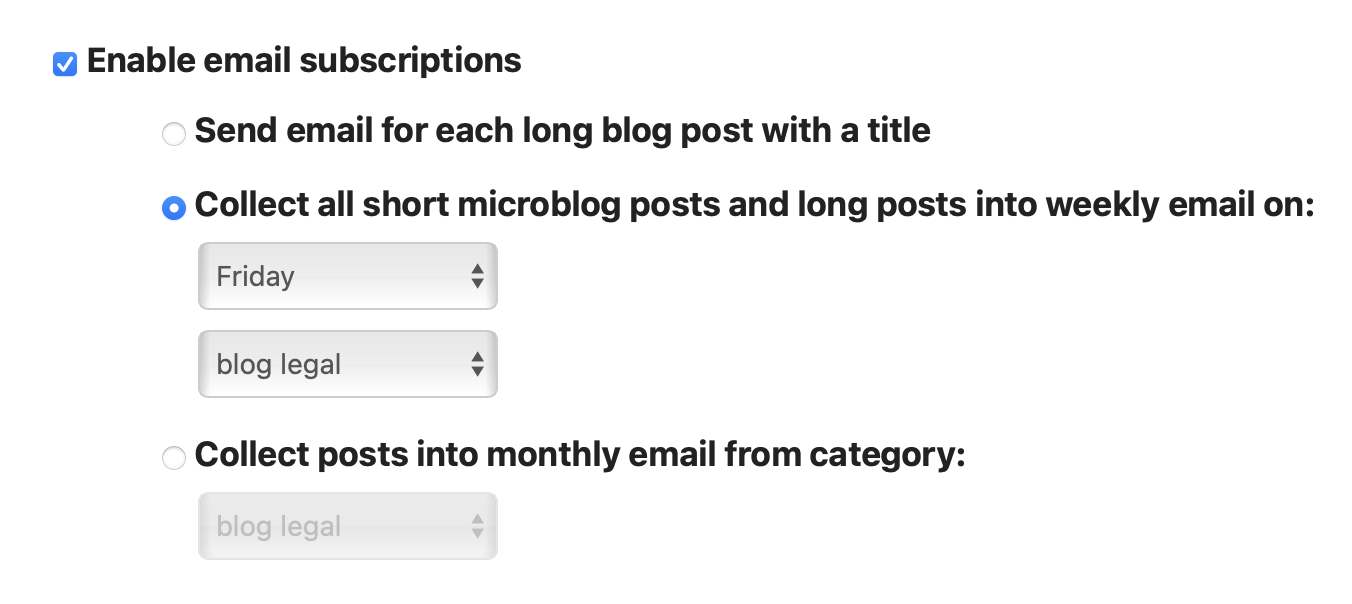 Enable email subscriptions
Send email for each long blog post with a title
Collect all short microblog posts and long posts into weekly email on:
Friday
blog legal
Collect posts into monthly email from category:
blog legal